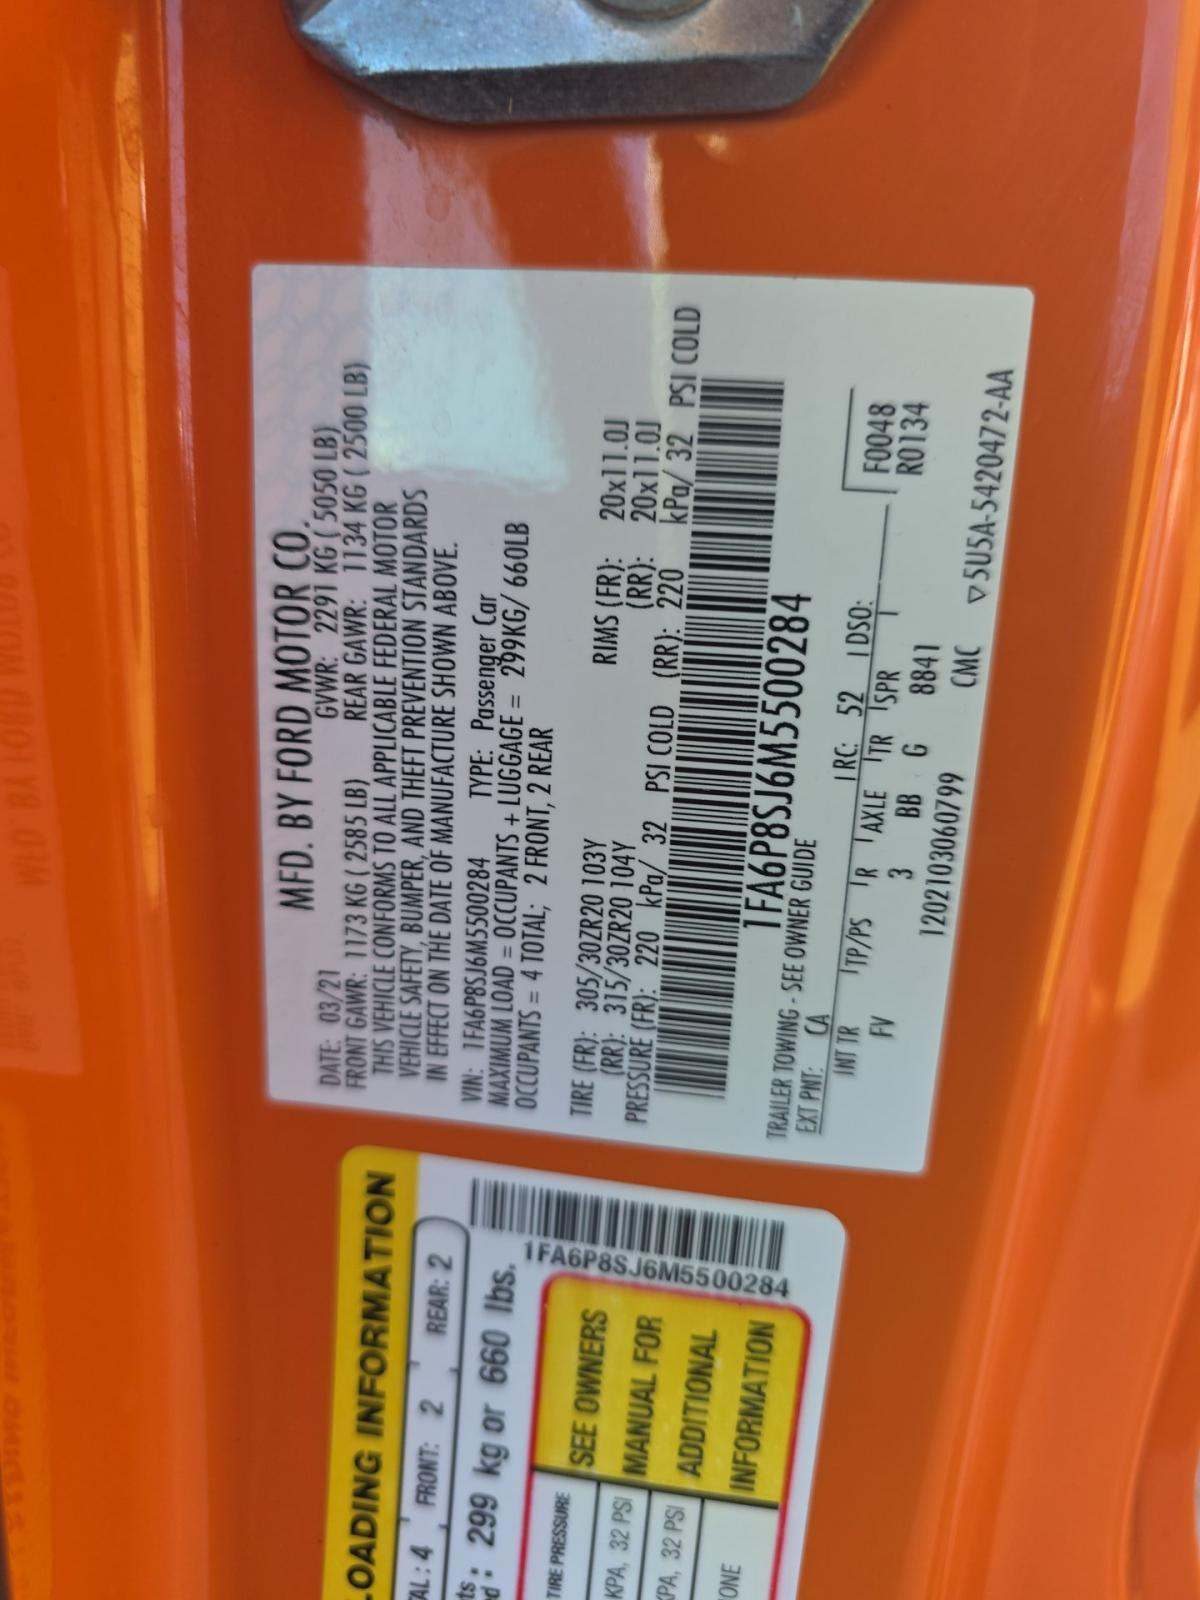 MFD. BY FORD MOTOR CO.
DATE: 03/21 GVWR: 2291 KG ( 5050 LB)
FRONT GAWR: 1173 KG ( 2585 LB) REAR GAWR: 1134 KG ( 2500 LB)
THIS VEHICLE CONFORMS TO ALL APPLICABLE FEDERAL MOTOR
VEHICLE SAFETY, BUMPER, AND THEFT PREVENTION STANDARDS
IN EFFECT ON THE DATE OF MANUFACTURE SHOWN ABOVE.
VIN: 1FA6P8SJ6M5500284 TYPE: Passenger Car
MAXIMUM LOAD = OCCUPANTS + LUGGAGE = 299KG/ 660LB
OCCUPANTS = 4 TOTAL; 2 FRONT, 2 REAR
TIRE (FR): 305/30ZR20 103Y RIMS (FR): 20x11.0J
(RR): 315/30ZR20 104Y (RR): 20x11.0J
PRESSURE (FR): 220 kPa/ 32 PSI COLD (RR): 220 kPa/ 32 PSI COLD
1FA6P8SJ6M5500284
TRAILER TOWING - SEE OWNER GUIDE
EXT PNT: CA RC: 52 DSO:
INT TR TP/PS R AXLE TR SPR F0048
FV 3 BB G 8841 R0134
1202103060799 CMC ▽5U5A-5420472-AA
LOADING INFORMATION
4 FRONT: 2 REAR: 2
299 kg or 660 lbs.
1FA6P8SJ6M5500284
TIRE PRESSURE SEE OWNERS
KPA, 32 PSI MANUAL FOR
KPA, 32 PSI ADDITIONAL
INFORMATION